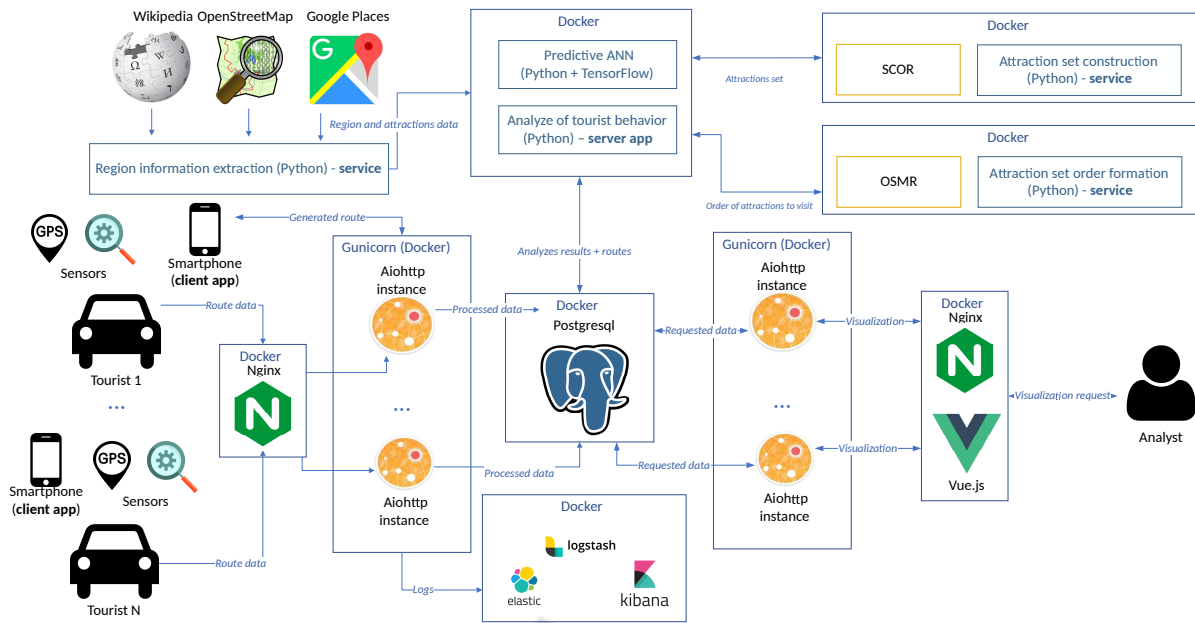 Wikipedia
OpenStreetMap
Google Places
Ω
W
И
G
Region information extraction (Python) - service
Region and attractions data
Docker
Predictive ANN
(Python + TensorFlow)
Analyze of tourist behavior
(Python) – server app
Attractions set
Order of attractions to visit
Docker
SCOR
Attraction set construction
(Python) - service
Docker
OSMR
Attraction set order formation
(Python) - service
GPS
Sensors
Smartphone
(client app)
Generated route
Route data
Tourist 1
...
Docker
Nginx
N
Gunicorn (Docker)
Aiohttp
instance
...
Aiohttp
instance
Processed data
Processed data
Analyzes results + routes
Docker
Postgresql
Requested data
Requested data
Gunicorn (Docker)
Aiohttp
instance
...
Aiohttp
instance
Visualization
Visualization
Docker
Nginx
N
Vue.js
Visualization request
Analyst
Smartphone
(client app)
GPS
Sensors
Route data
Tourist N
Logs
Docker
logstash
elastic
kibana